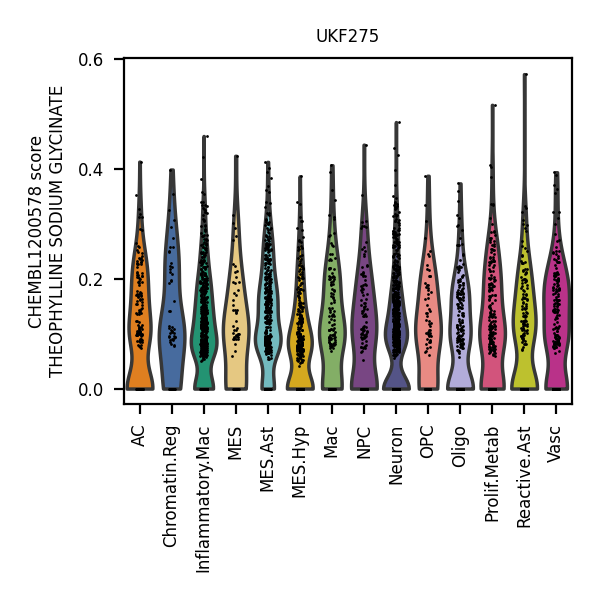 UKF275
CHEMBL1200578 score
THEOPHYLLINE SODIUM GLYCINATE
0.6
0.4
0.2
0.0
AC
Chromatin.Reg
Inflammatory.Mac
MES
MES.Ast
MES.Hyp
Mac
NPC
Neuron
OPC
Oligo
Prolif.Metab
Reactive.Ast
Vasc